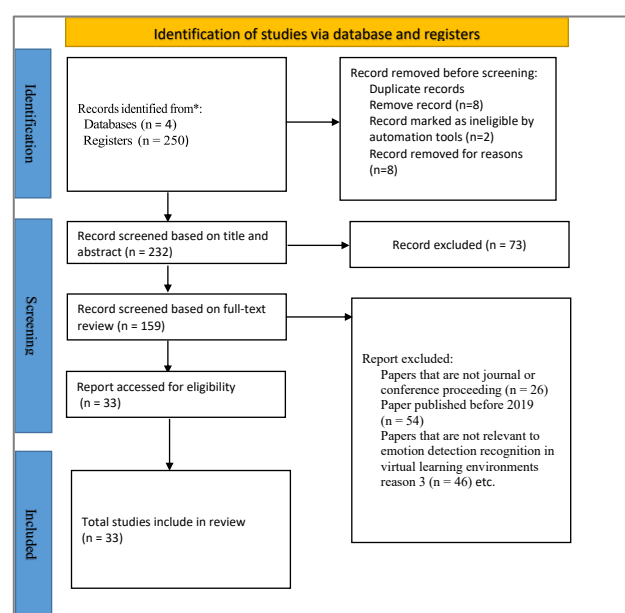 Identification of studies via database and registers
Identification
Records identified from*:
Databases (n = 4)
Registers (n = 250)
Record removed before screening:
Duplicate records
Remove record (n=8)
Record marked as ineligible by
automation tools (n=2)
Record removed for reasons
(n=8)
Screening
Record screened based on title and
abstract (n = 232)
Record excluded (n = 73)
Record screened based on full-text
review (n = 159)
Report accessed for eligibility
(n = 33)
Report excluded:
Papers that are not journal or
conference proceeding (n = 26)
Paper published before 2019
(n = 54)
Papers that are not relevant to
emotion detection recognition in
virtual learning environments
reason 3 (n = 46) etc.
Included
Total studies include in review
(n = 33)